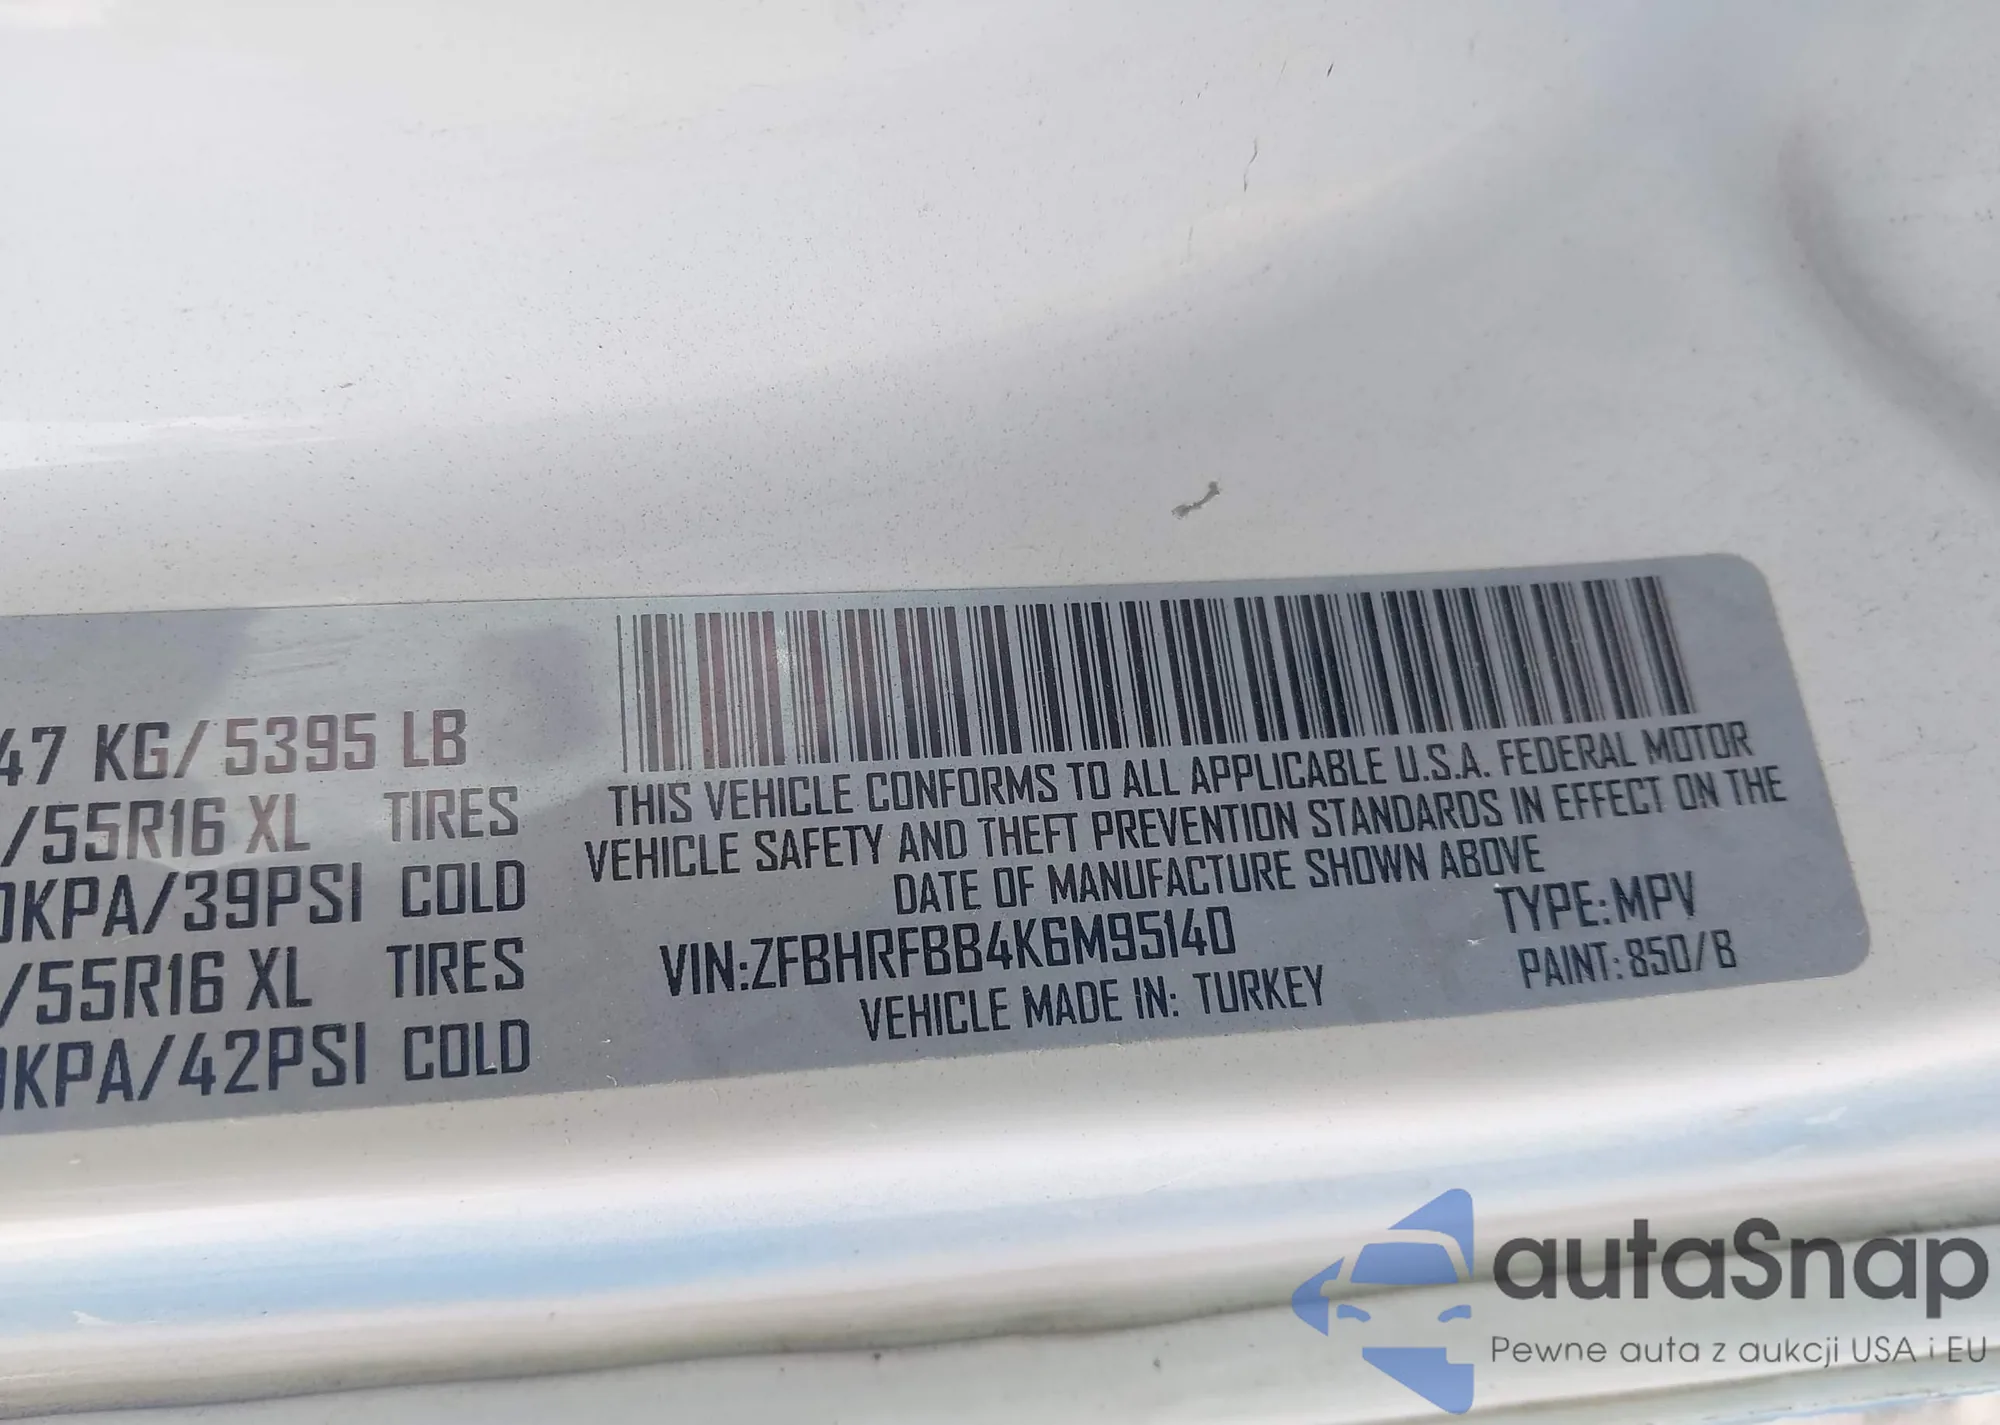 47 KG/5395 LB
/55R16 XL TIRES
0KPA/39PSI COLD
/55R16 XL TIRES
0KPA/42PSI COLD
THIS VEHICLE CONFORMS TO ALL APPLICABLE U.S.A. FEDERAL MOTOR
VEHICLE SAFETY AND THEFT PREVENTION STANDARDS IN EFFECT ON THE
DATE OF MANUFACTURE SHOWN ABOVE
VIN:ZFBHRFBB4K6M95140 TYPE:MPV
VEHICLE MADE IN: TURKEY PAINT:850/B
autaSnap
Pewne auta z aukcji USA i EU